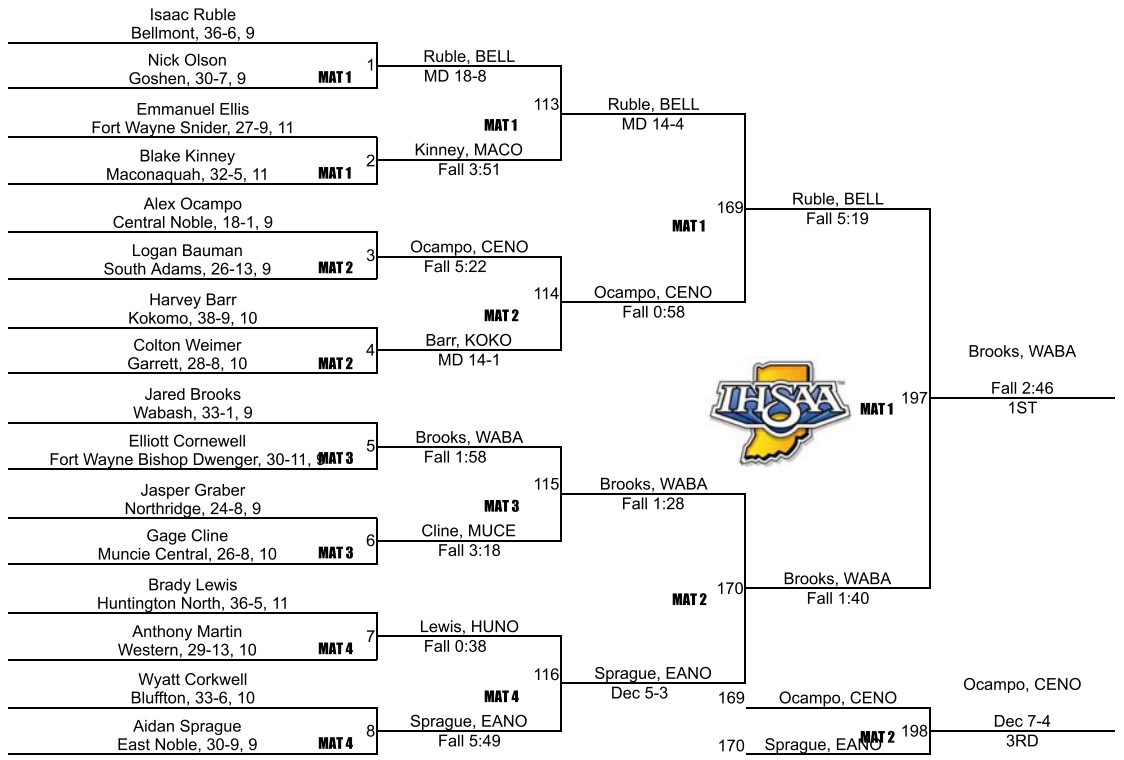 Isaac Ruble
Bellmont, 36-6, 9
Nick Olson
Goshen, 30-7, 9
MAT 1
1
Emmanuel Ellis
Fort Wayne Snider, 27-9, 11
Blake Kinney
Maconaquah, 32-5, 11
MAT 1
2
Alex Ocampo
Central Noble, 18-1, 9
Logan Bauman
South Adams, 26-13, 9
MAT 2
3
Harvey Barr
Kokomo, 38-9, 10
Colton Weimer
Garrett, 28-8, 10
MAT 2
4
Jared Brooks
Wabash, 33-1, 9
Elliott Cornewell
Fort Wayne Bishop Dwenger, 30-11, 9
MAT 3
5
Jasper Graber
Northridge, 24-8, 9
Gage Cline
Muncie Central, 26-8, 10
MAT 3
6
Brady Lewis
Huntington North, 36-5, 11
Anthony Martin
Western, 29-13, 10
MAT 4
7
Wyatt Corkwell
Bluffton, 33-6, 10
Aidan Sprague
East Noble, 30-9, 9
MAT 4
8
Ruble, BELL
MD 18-8
MAT 1
113
Kinney, MACO
Fall 3:51
Ocampo, CENO
Fall 5:22
MAT 2
114
Barr, KOKO
MD 14-1
Brooks, WABA
Fall 1:58
MAT 3
115
Cline, MUCE
Fall 3:18
Lewis, HUNO
Fall 0:38
MAT 4
116
Sprague, EANO
Fall 5:49
Ruble, BELL
MD 14-4
MAT 1
169
Ocampo, CENO
Fall 0:58
Brooks, WABA
Fall 1:28
MAT 2
170
Sprague, EANO
Dec 5-3
Ruble, BELL
Fall 5:19
IHSAA
MAT 1
197
Brooks, WABA
Fall 1:40
Brooks, WABA
Fall 2:46
1ST
169
Ocampo, CENO
170
Sprague, EANO
MAT 2
198
Ocampo, CENO
Dec 7-4
3RD